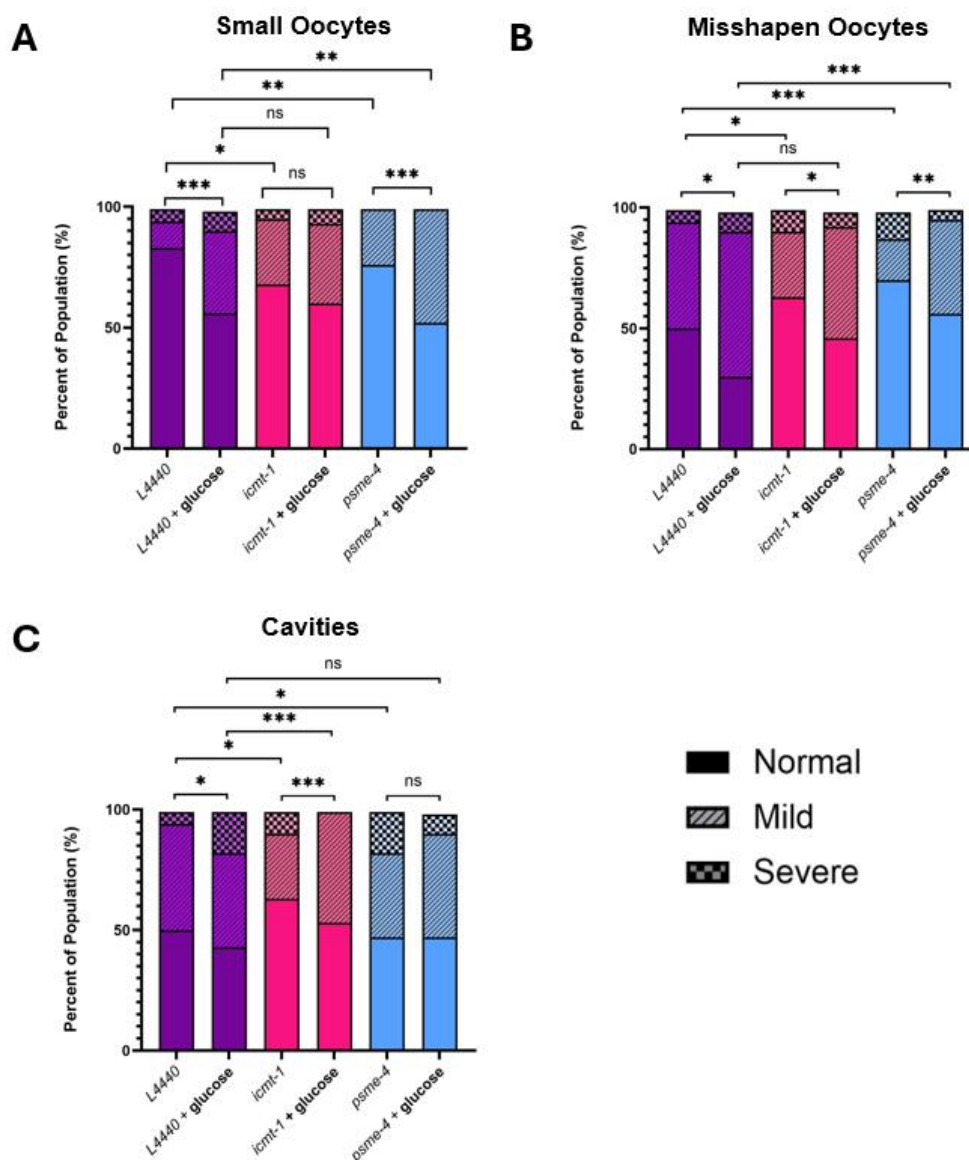 A
Small Oocytes
**
**
ns
*
ns
***
***
100
50
0
Percent of Population (%)
L4440
L4440 + glucose
icmt-1
icmt-1 + glucose
psme-4
psme-4 + glucose
B
Misshapen Oocytes
***
***
*
ns
*
*
**
100
50
0
Percent of Population (%)
L4440
L4440 + glucose
icmt-1
icmt-1 + glucose
psme-4
psme-4 + glucose
C
Cavities
ns
*
***
*
*
***
ns
100
50
0
Percent of Population (%)
L4440
L4440 + glucose
icmt-1
icmt-1 + glucose
psme-4
psme-4 + glucose
Normal
Mild
Severe